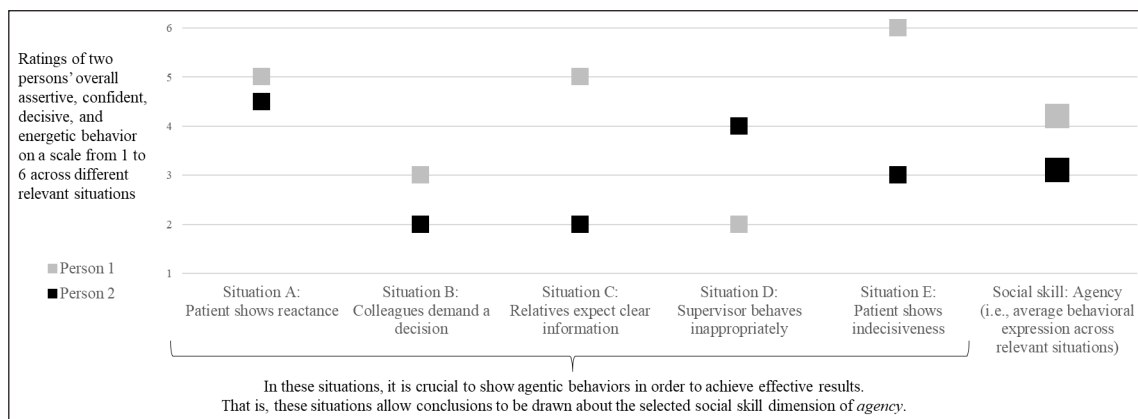 Ratings of two
persons' overall
assertive, confident,
decisive, and
energetic behavior
on a scale from 1 to
6 across different
relevant situations
6
5
4
3
2
1
Person 1
Person 2
Situation A:
Patient shows reactance
Situation B:
Colleagues demand a
decision
Situation C:
Relatives expect clear
information
Situation D:
Supervisor behaves
inappropriately
Situation E:
Patient shows
indecisiveness
Social skill: Agency
(i.e., average behavioral
expression across
relevant situations)
In these situations, it is crucial to show agentic behaviors in order to achieve effective results.
That is, these situations allow conclusions to be drawn about the selected social skill dimension of agency.